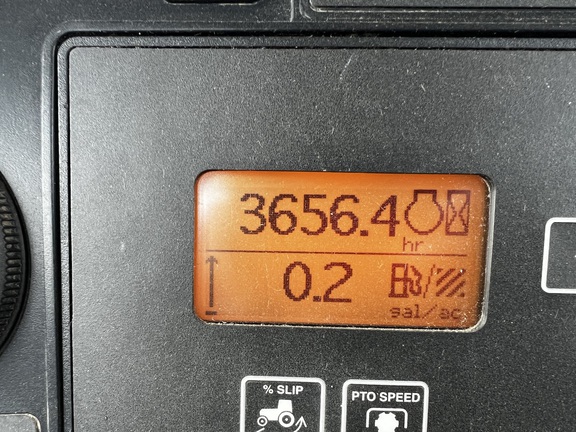 3656.4
hr
0.2
gal/ac
% SLIP
PTO SPEED